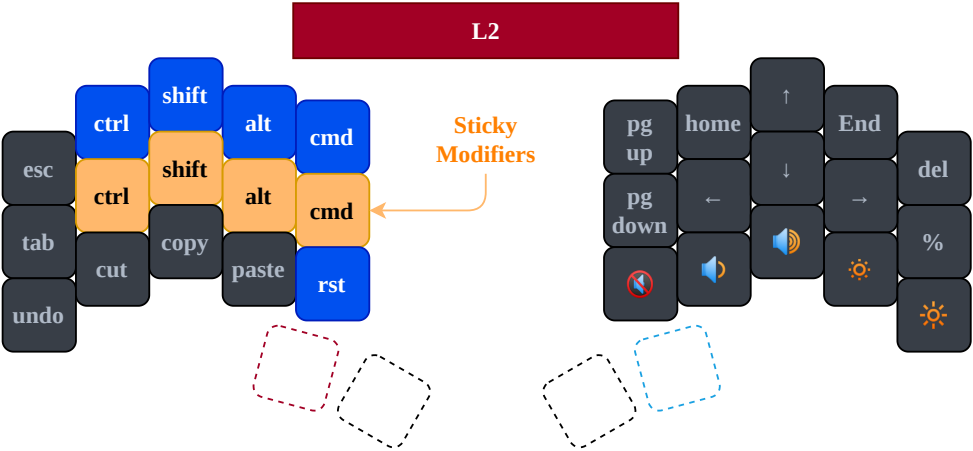 L2
esc
ctrl
shift
alt
cmd
tab
ctrl
shift
alt
cmd
undo
cut
copy
paste
rst
Sticky
Modifiers
pg
up
home
↑
End
del
pg
down
←
↓
→
%